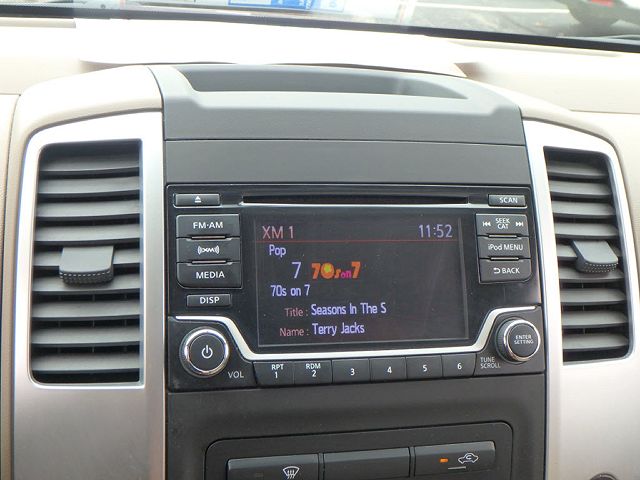 SCAN
FM·AM
XM 1 11:52
SEEK
CAT
Pop
iPod MENU
7 70s on 7
MEDIA
BACK
70s on 7
DISP
Title : Seasons In The S
Name : Terry Jacks
ENTER
SETTING
VOL
RPT
1
RDM
2
3
4
5
6
TUNE
SCROLL